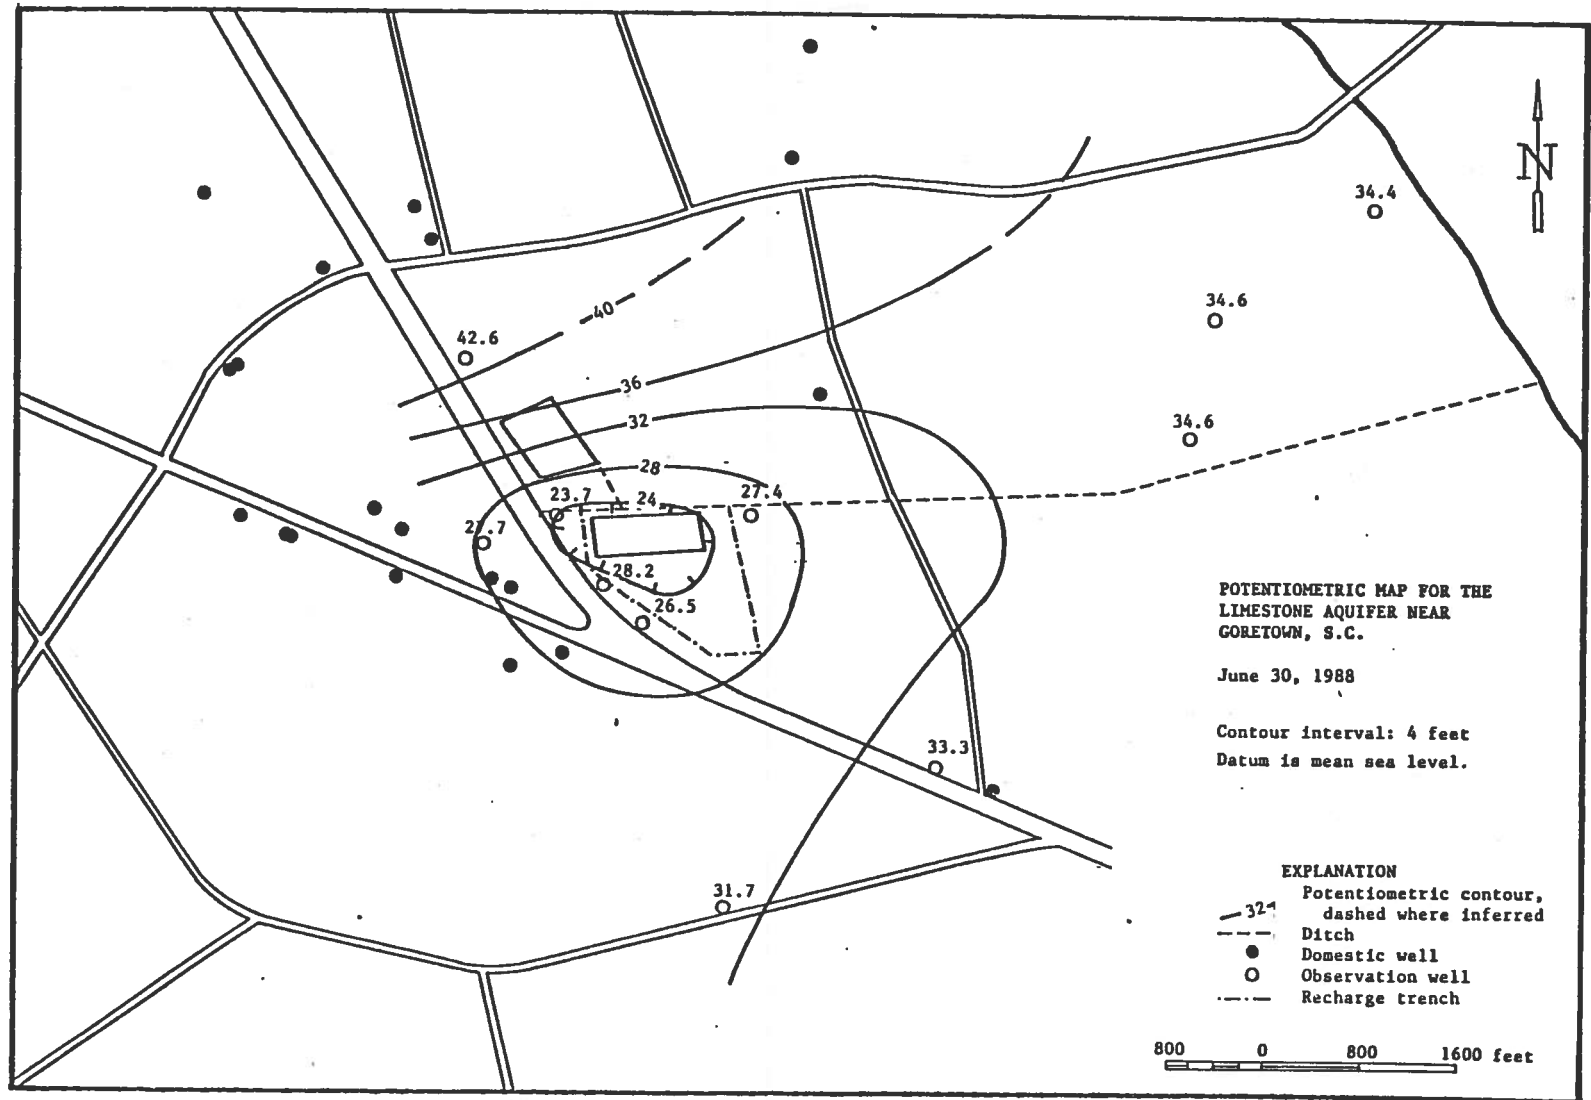 N
34.4
34.6
40
42.6
36
32
34.6
28
23.7
24
27.4
27.7
28.2
26.5
POTENTIOMETRIC MAP FOR THE
LIMESTONE AQUIFER NEAR
GORETOWN, S.C.
June 30, 1988
Contour interval: 4 feet
Datum is mean sea level.
33.3
31.7
EXPLANATION
32 Potentiometric contour,
dashed where inferred
Ditch
Domestic well
Observation well
Recharge trench
800 0 800 1600 feet